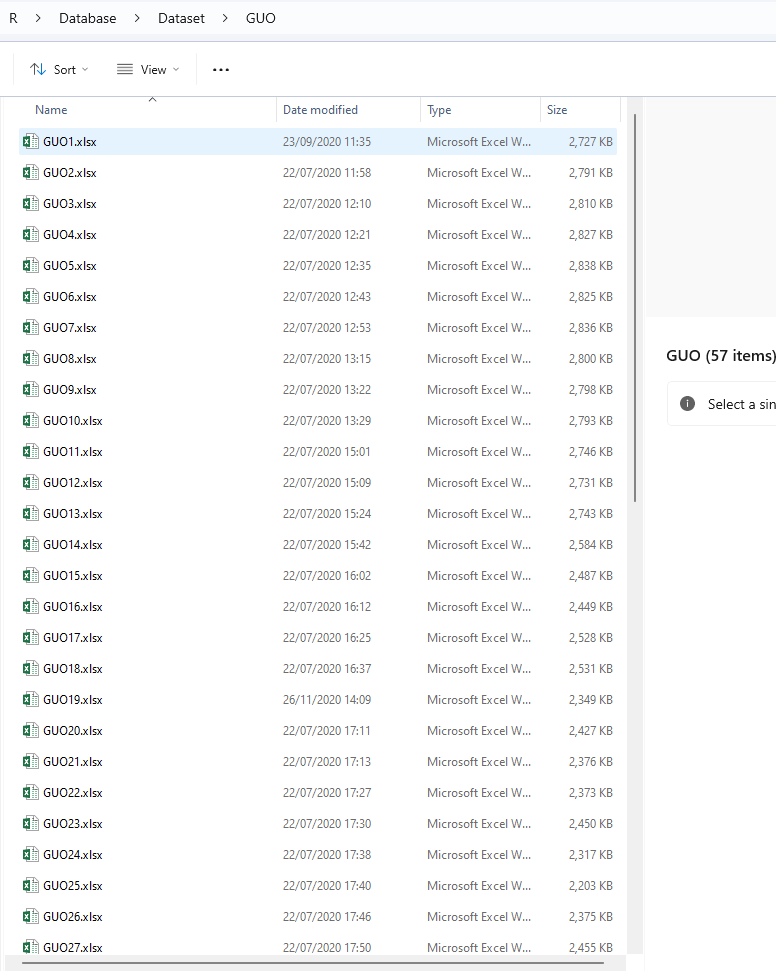 R > Database > Dataset > GUO
Sort View ...
Name Date modified Type Size
GUO1.xlsx 23/09/2020 11:35 Microsoft Excel W... 2,727 KB
GUO2.xlsx 22/07/2020 11:58 Microsoft Excel W... 2,791 KB
GUO3.xlsx 22/07/2020 12:10 Microsoft Excel W... 2,810 KB
GUO4.xlsx 22/07/2020 12:21 Microsoft Excel W... 2,827 KB
GUO5.xlsx 22/07/2020 12:35 Microsoft Excel W... 2,838 KB
GUO6.xlsx 22/07/2020 12:43 Microsoft Excel W... 2,825 KB
GUO7.xlsx 22/07/2020 12:53 Microsoft Excel W... 2,836 KB
GUO8.xlsx 22/07/2020 13:15 Microsoft Excel W... 2,800 KB
GUO9.xlsx 22/07/2020 13:22 Microsoft Excel W... 2,798 KB
GUO10.xlsx 22/07/2020 13:29 Microsoft Excel W... 2,793 KB
GUO11.xlsx 22/07/2020 15:01 Microsoft Excel W... 2,746 KB
GUO12.xlsx 22/07/2020 15:09 Microsoft Excel W... 2,731 KB
GUO13.xlsx 22/07/2020 15:24 Microsoft Excel W... 2,743 KB
GUO14.xlsx 22/07/2020 15:42 Microsoft Excel W... 2,584 KB
GUO15.xlsx 22/07/2020 16:02 Microsoft Excel W... 2,487 KB
GUO16.xlsx 22/07/2020 16:12 Microsoft Excel W... 2,449 KB
GUO17.xlsx 22/07/2020 16:25 Microsoft Excel W... 2,528 KB
GUO18.xlsx 22/07/2020 16:37 Microsoft Excel W... 2,531 KB
GUO19.xlsx 26/11/2020 14:09 Microsoft Excel W... 2,349 KB
GUO20.xlsx 22/07/2020 17:11 Microsoft Excel W... 2,427 KB
GUO21.xlsx 22/07/2020 17:13 Microsoft Excel W... 2,376 KB
GUO22.xlsx 22/07/2020 17:27 Microsoft Excel W... 2,373 KB
GUO23.xlsx 22/07/2020 17:30 Microsoft Excel W... 2,450 KB
GUO24.xlsx 22/07/2020 17:38 Microsoft Excel W... 2,317 KB
GUO25.xlsx 22/07/2020 17:40 Microsoft Excel W... 2,203 KB
GUO26.xlsx 22/07/2020 17:46 Microsoft Excel W... 2,375 KB
GUO27.xlsx 22/07/2020 17:50 Microsoft Excel W... 2,455 KB
GUO (57 items)
Select a sin